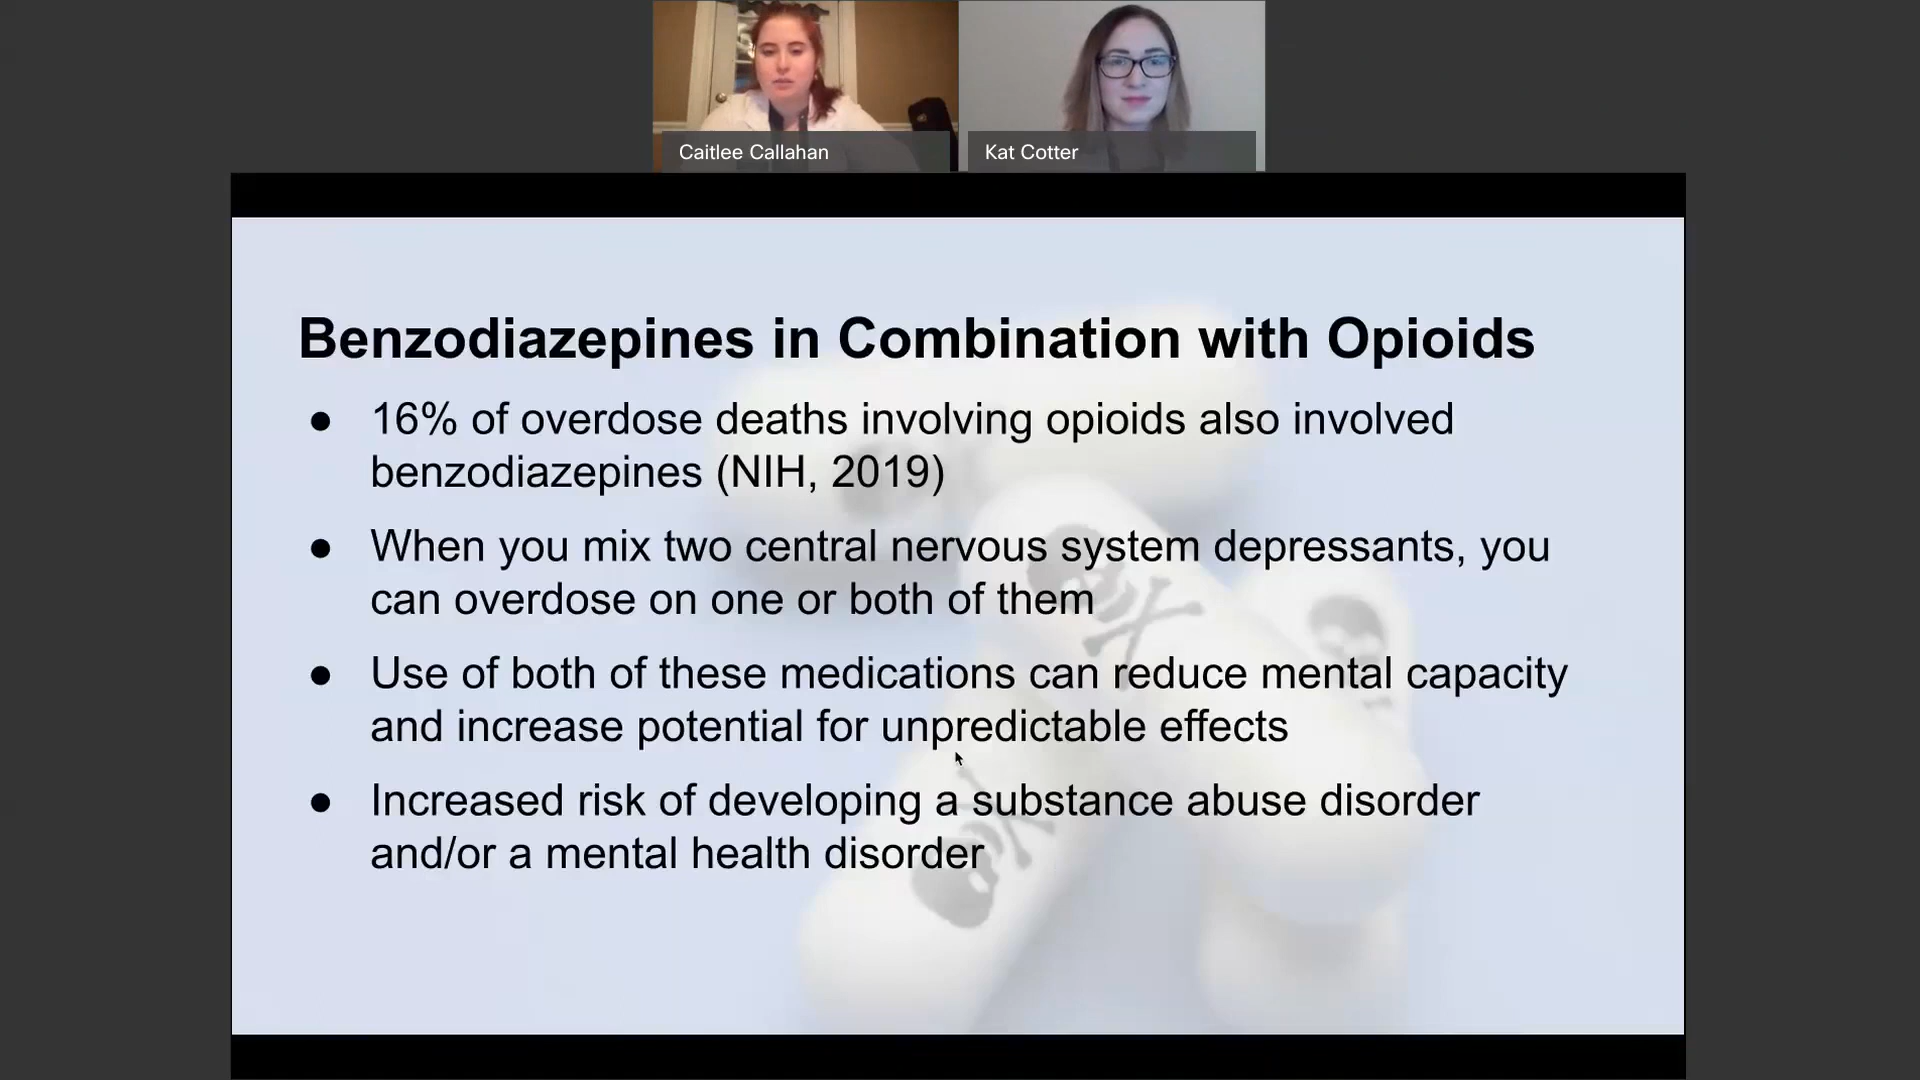 Caitlee Callahan
Kat Cotter
Benzodiazepines in Combination with Opioids
● 16% of overdose deaths involving opioids also involved
benzodiazepines (NIH, 2019)
● When you mix two central nervous system depressants, you
can overdose on one or both of them
● Use of both of these medications can reduce mental capacity
and increase potential for unpredictable effects
● Increased risk of developing a substance abuse disorder
and/or a mental health disorder